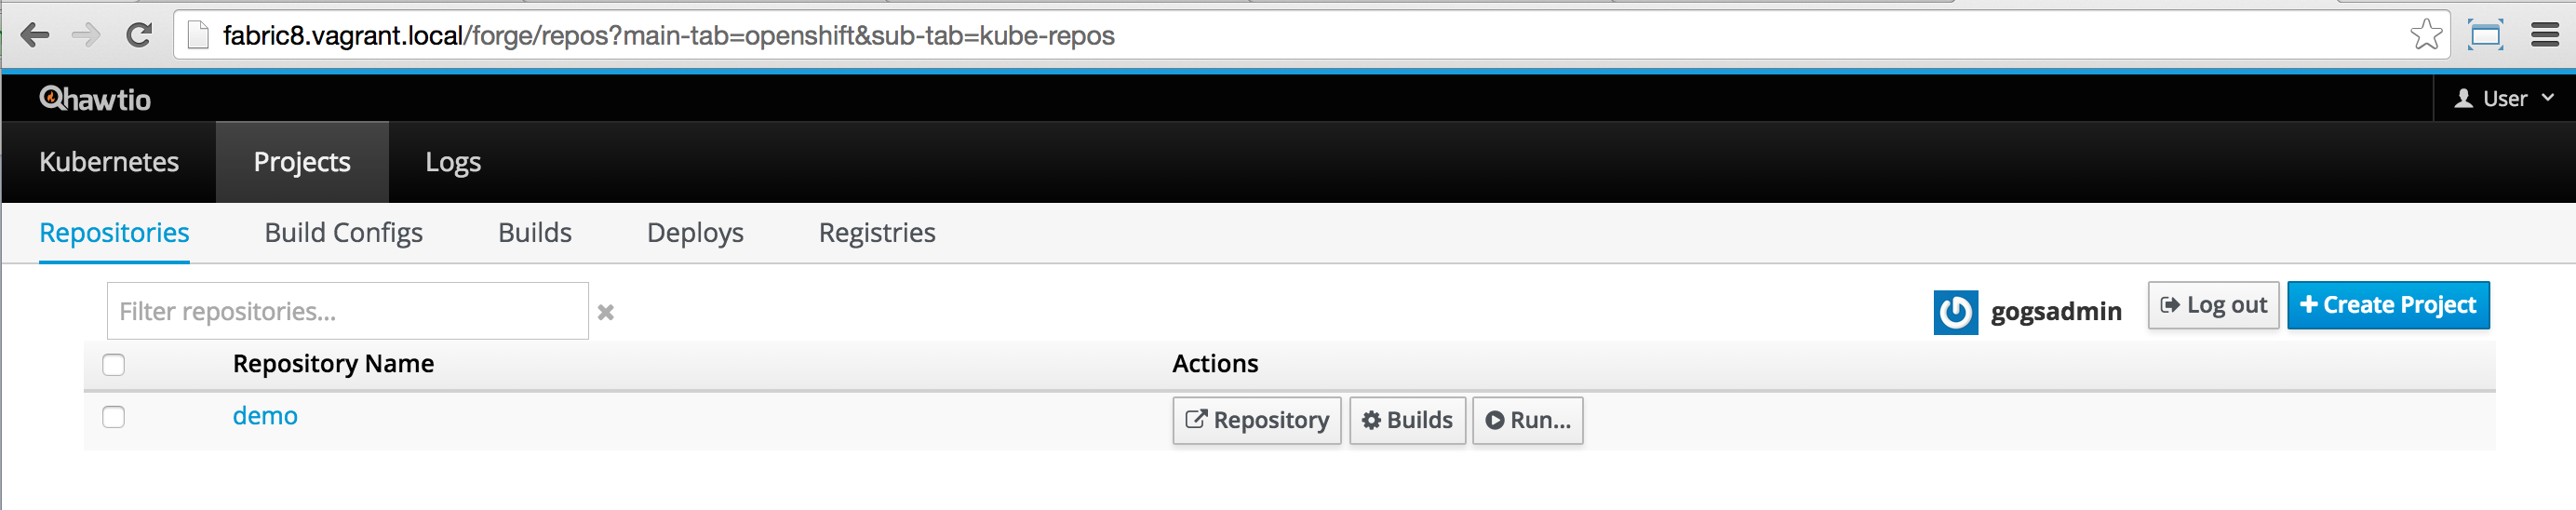 fabric8.vagrant.local/forge/repos?main-tab=openshift&sub-tab=kube-repos
hawtio User
Kubernetes Projects Logs
Repositories Build Configs Builds Deploys Registries
Filter repositories... gogsadmin Log out Create Project
Repository Name Actions
demo Repository Builds Run...